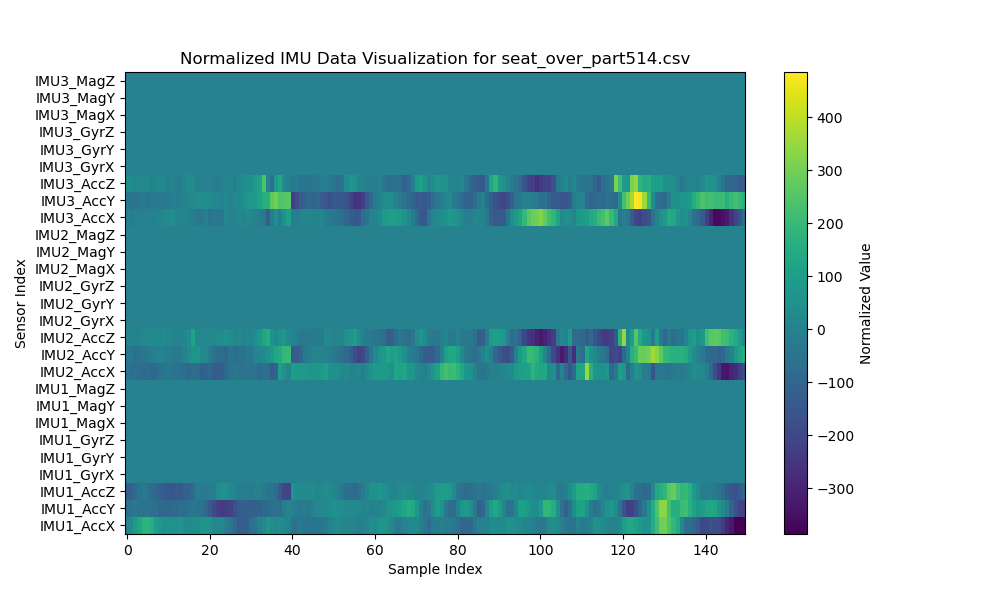 Normalized IMU Data Visualization for seat_over_part514.csv
IMU3_MagZ
IMU3_MagY
IMU3_MagX
IMU3_GyrZ
IMU3_GyrY
IMU3_GyrX
IMU3_AccZ
IMU3_AccY
IMU3_AccX
IMU2_MagZ
IMU2_MagY
IMU2_MagX
IMU2_GyrZ
IMU2_GyrY
IMU2_GyrX
IMU2_AccZ
IMU2_AccY
IMU2_AccX
IMU1_MagZ
IMU1_MagY
IMU1_MagX
IMU1_GyrZ
IMU1_GyrY
IMU1_GyrX
IMU1_AccZ
IMU1_AccY
IMU1_AccX
Sensor Index
0 20 40 60 80 100 120 140
Sample Index
400
300
200
100
0
−100
−200
−300
Normalized Value